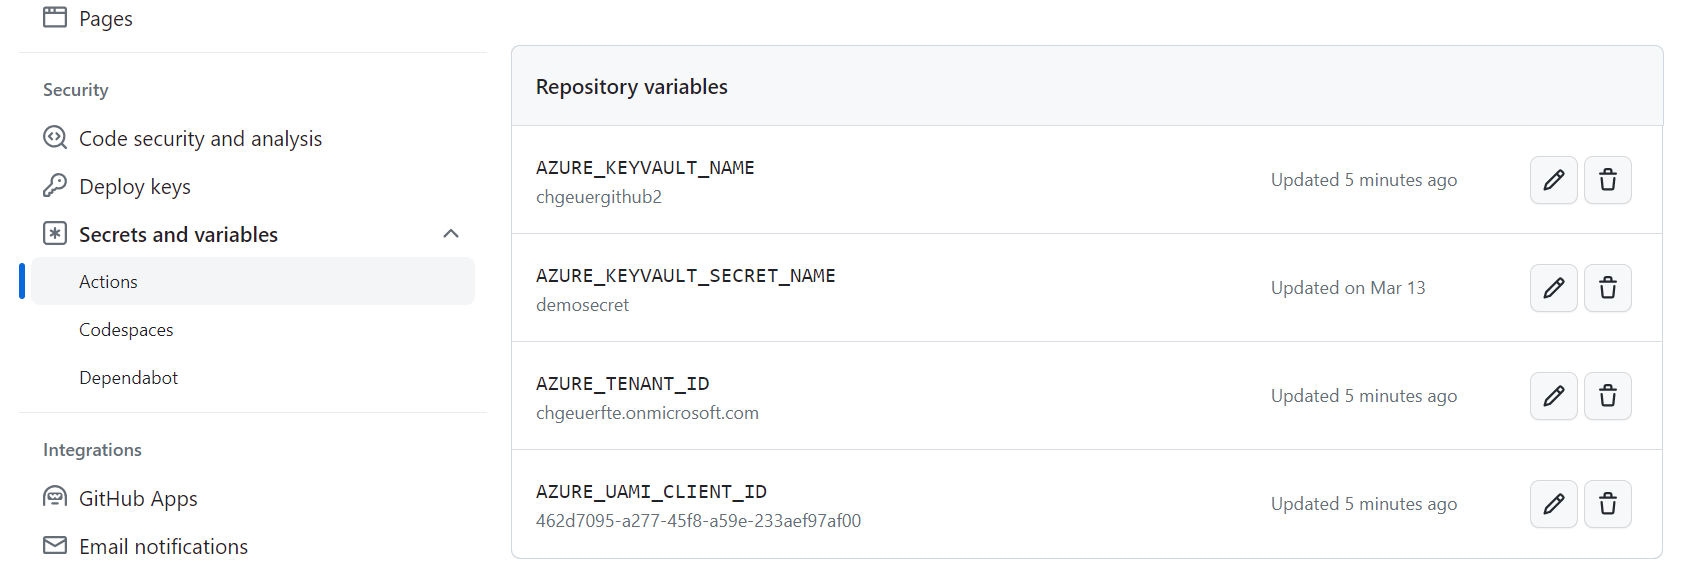 Pages
Security
Code security and analysis
Deploy keys
Secrets and variables
Actions
Codespaces
Dependabot
Integrations
GitHub Apps
Email notifications
Repository variables
AZURE_KEYVAULT_NAME
chgeuergithub2
Updated 5 minutes ago
AZURE_KEYVAULT_SECRET_NAME
demosecret
Updated on Mar 13
AZURE_TENANT_ID
chgeuerfte.onmicrosoft.com
Updated 5 minutes ago
AZURE_UAMI_CLIENT_ID
462d7095-a277-45f8-a59e-233aef97af00
Updated 5 minutes ago